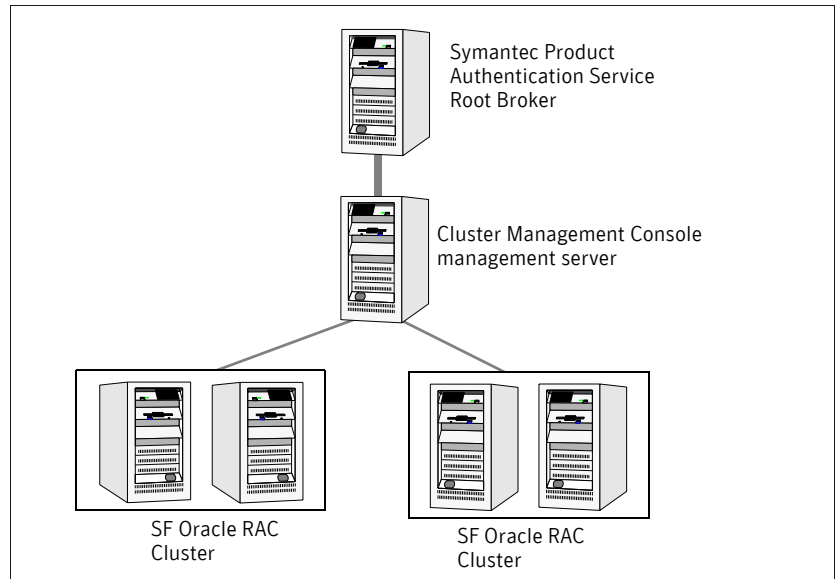 Symantec Product
Authentication Service
Root Broker
Cluster Management Console
management server
SF Oracle RAC
Cluster
SF Oracle RAC
Cluster